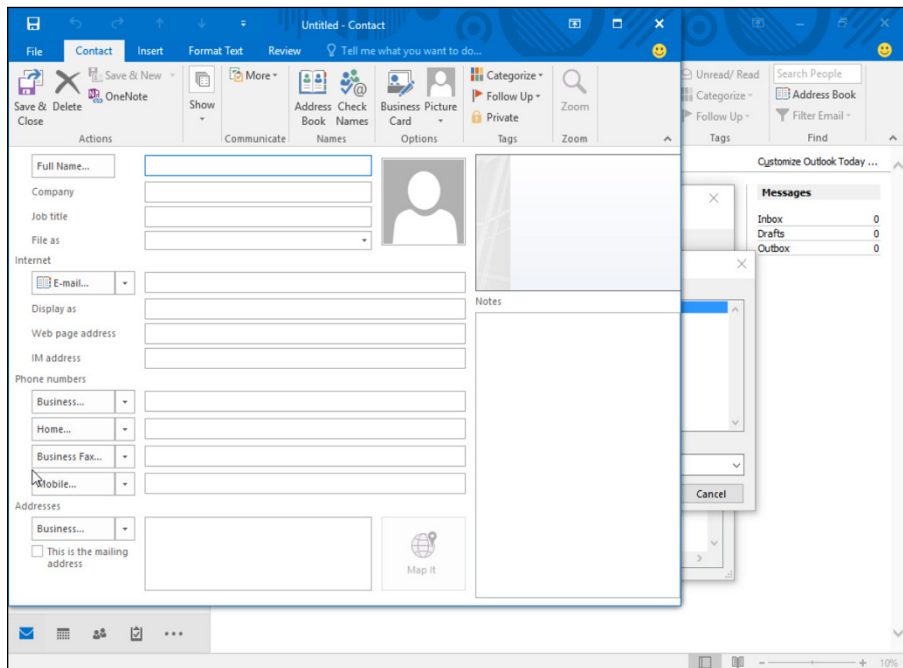 Untitled - Contact
File Contact Insert Format Text Review Tell me what you want to do...
Save & Close
Delete
Save & New
OneNote
Actions
Show
More
Communicate
Address Book
Check Names
Names
Business Card
Picture
Options
Categorize
Follow Up
Private
Tags
Zoom
Zoom
Unread/ Read
Categorize
Follow Up
Tags
Search People
Address Book
Filter Email
Find
Full Name...
Company
Job title
File as
Internet
E-mail...
Display as
Web page address
IM address
Phone numbers
Business...
Home...
Business Fax...
Mobile...
Addresses
Business...
This is the mailing
address
Map It
Notes
Customize Outlook Today ...
Messages
Inbox 0
Drafts 0
Outbox 0
Cancel
10%